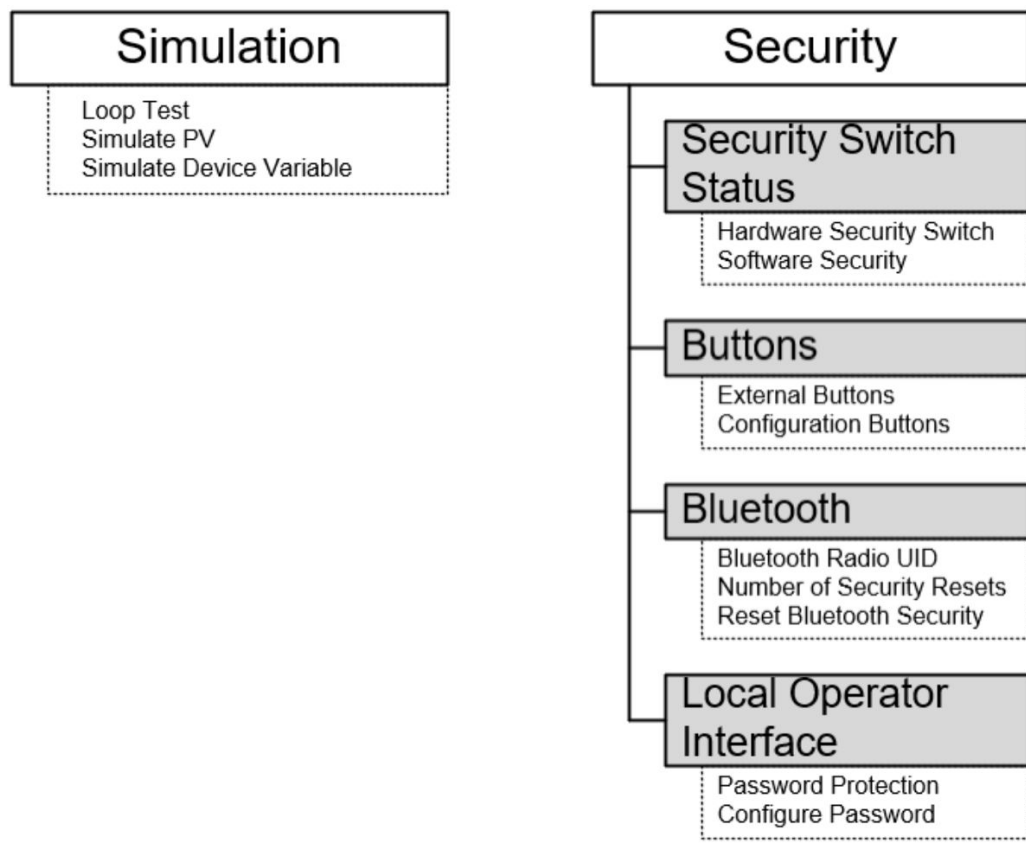 Simulation
Loop Test
Simulate PV
Simulate Device Variable
Security
Security Switch
Status
Hardware Security Switch
Software Security
Buttons
External Buttons
Configuration Buttons
Bluetooth
Bluetooth Radio UID
Number of Security Resets
Reset Bluetooth Security
Local Operator
Interface
Password Protection
Configure Password